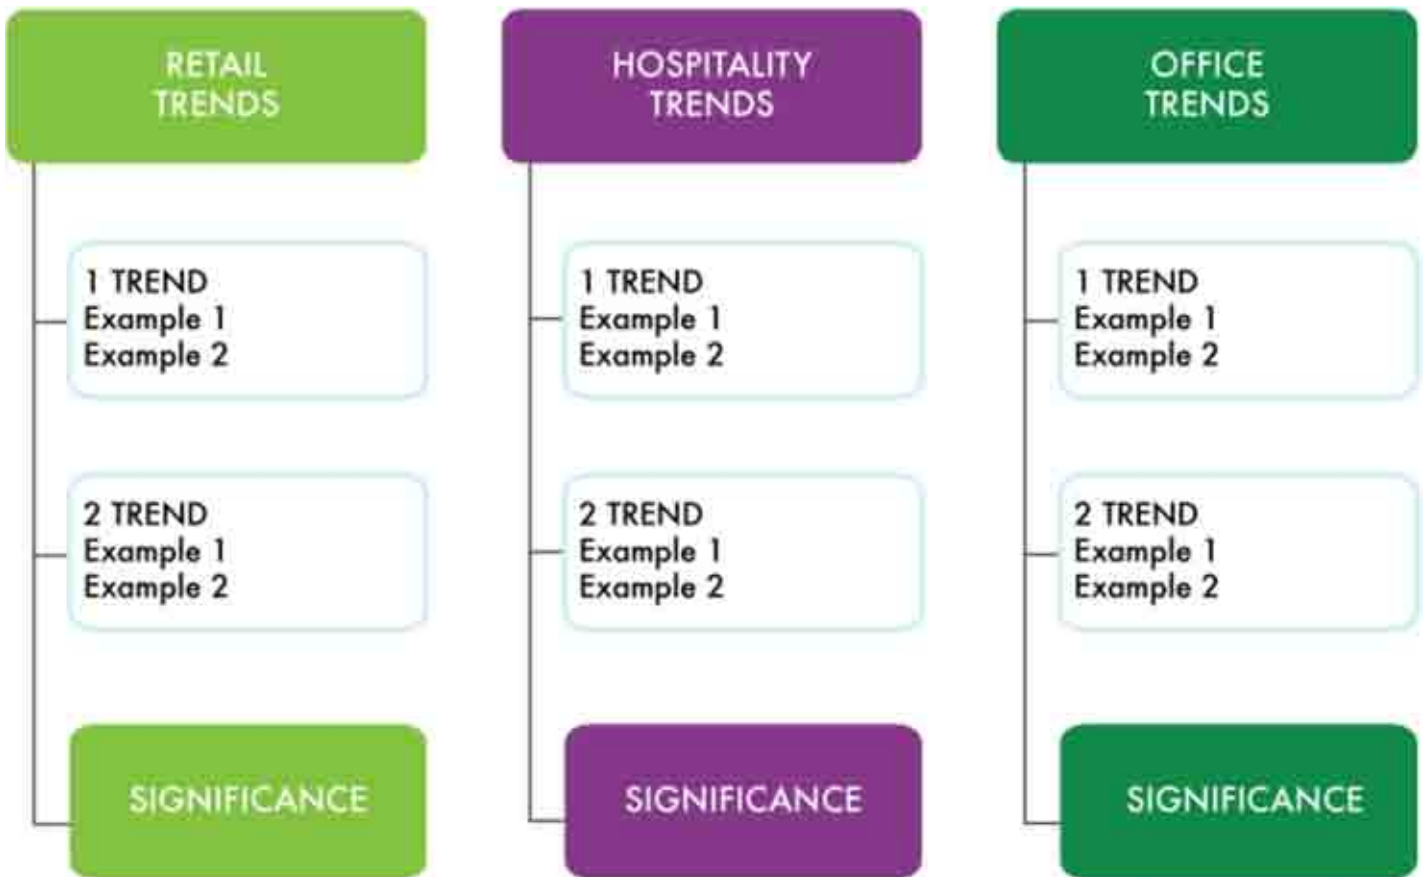 RETAIL
TRENDS
1 TREND
Example 1
Example 2
2 TREND
Example 1
Example 2
SIGNIFICANCE
HOSPITALITY
TRENDS
1 TREND
Example 1
Example 2
2 TREND
Example 1
Example 2
SIGNIFICANCE
OFFICE
TRENDS
1 TREND
Example 1
Example 2
2 TREND
Example 1
Example 2
SIGNIFICANCE